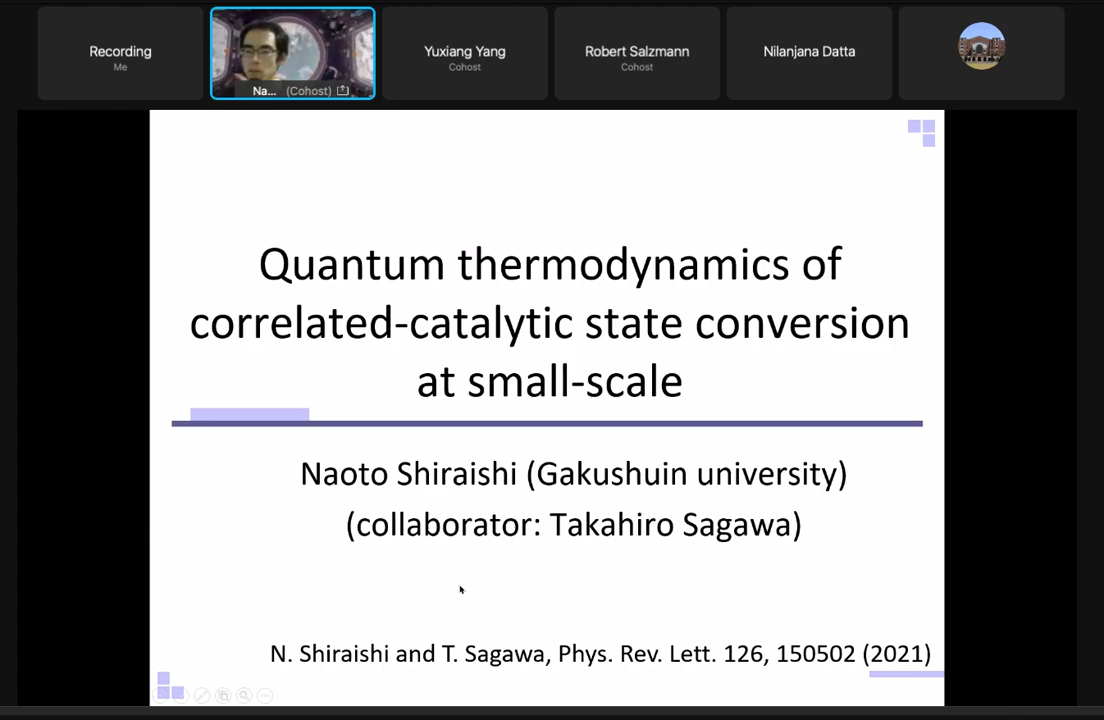 Recording
Me
Na... (Cohost)
Yuxiang Yang
Cohost
Robert Salzmann
Cohost
Nilanjana Datta
Quantum thermodynamics of
correlated-catalytic state conversion
at small-scale
Naoto Shiraishi (Gakushuin university)
(collaborator: Takahiro Sagawa)
N. Shiraishi and T. Sagawa, Phys. Rev. Lett. 126, 150502 (2021)